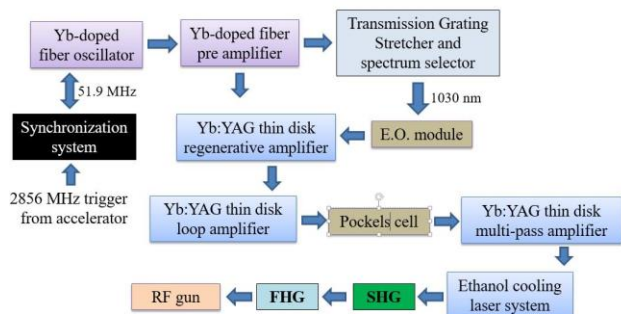 Yb-doped
fiber oscillator
Yb-doped fiber
pre amplifier
Transmission Grating
Stretcher and
spectrum selector
51.9 MHz
1030 nm
Synchronization
system
Yb:YAG thin disk
regenerative amplifier
E.O. module
2856 MHz trigger
from accelerator
Yb:YAG thin disk
loop amplifier
Pockels cell
Yb:YAG thin disk
multi-pass amplifier
RF gun
FHG
SHG
Ethanol cooling
laser system